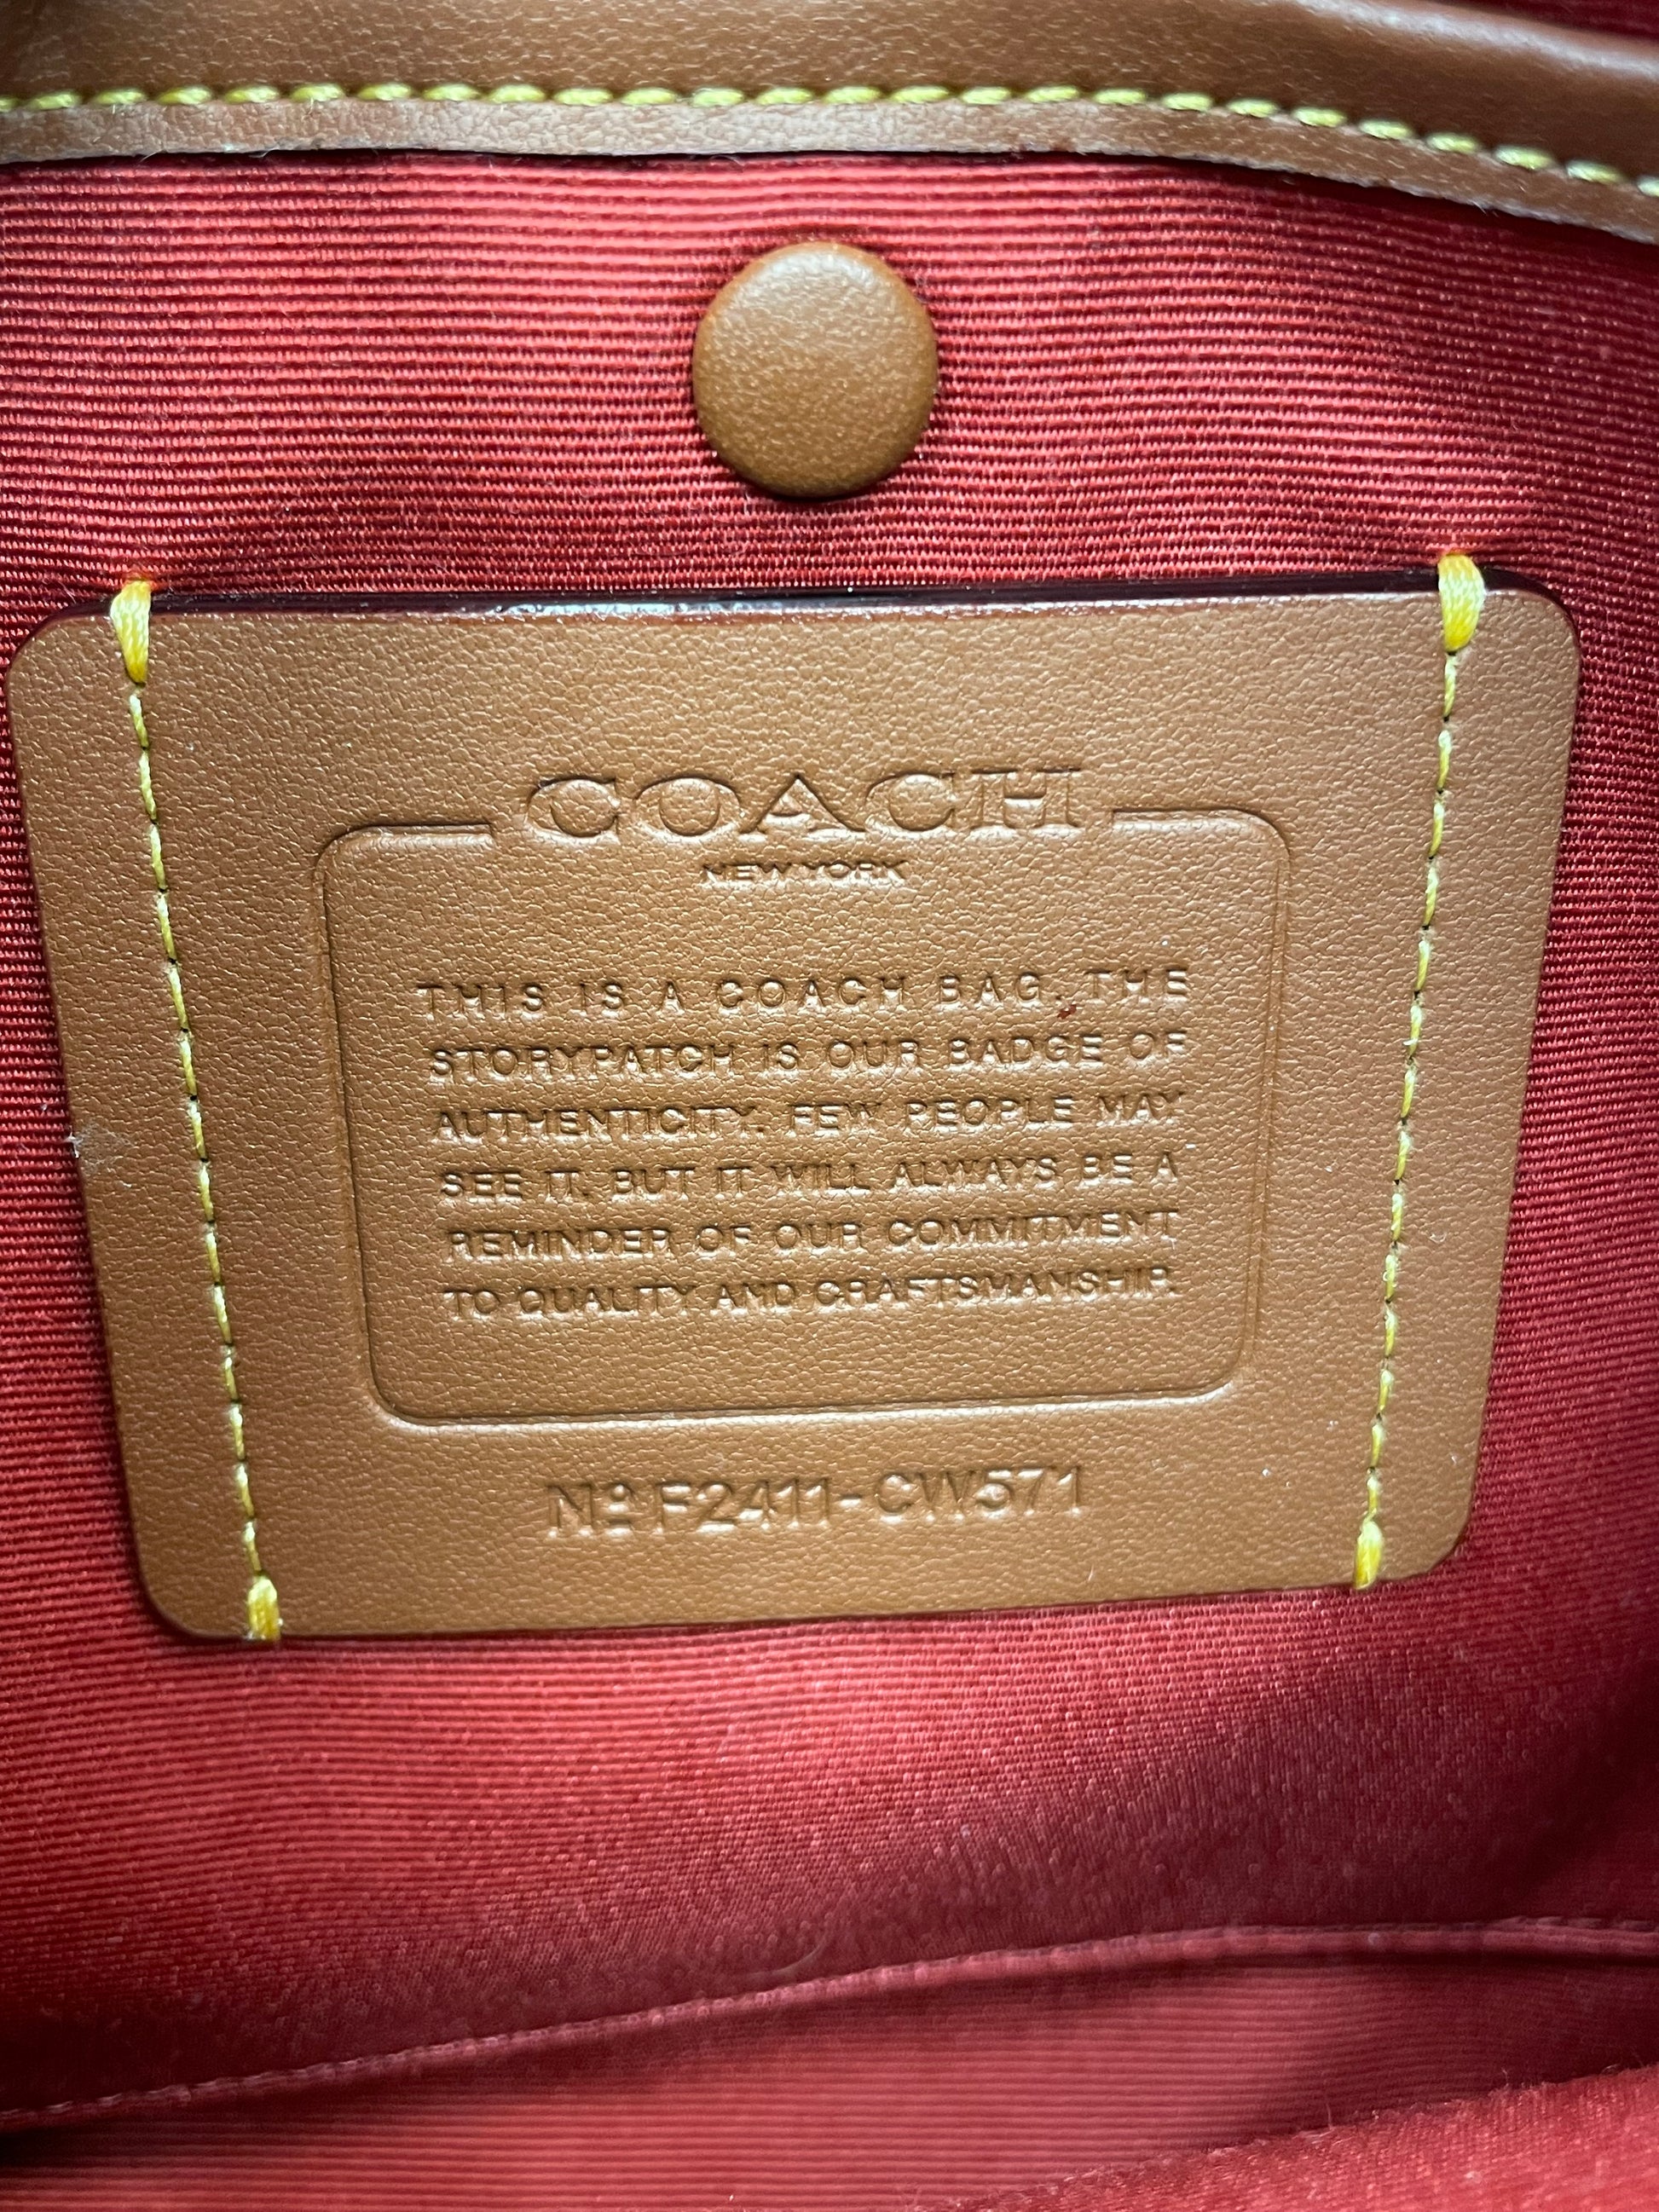 COACH
NEW YORK
THIS IS A COACH BAG. THE
STORYPATCH IS OUR BADGE OF
AUTHENTICITY. FEW PEOPLE MAY
SEE IT. BUT IT WILL ALWAYS BE A
REMINDER OF OUR COMMITMENT
TO QUALITY AND CRAFTSMANSHIP.
Nº F2411-CW571